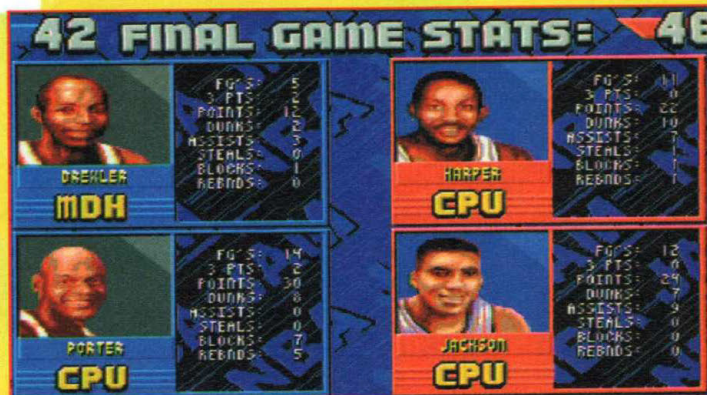 42 FINAL GAME STATS: 46
FG'S: 5
3 PTS: 2
POINTS: 12
DUNKS: 2
ASSISTS: 3
STEALS: 0
BLOCKS: 1
REBNDS: 0
DREXLER
MDH
FG'S: 11
3 PTS: 0
POINTS: 22
DUNKS: 10
ASSISTS: 7
STEALS: 1
BLOCKS: 1
REBNDS: 1
HARPER
CPU
FG'S: 14
3 PTS: 2
POINTS: 30
DUNKS: 8
ASSISTS: 0
STEALS: 0
BLOCKS: 7
REBNDS: 5
PORTER
CPU
FG'S: 12
3 PTS: 0
POINTS: 24
DUNKS: 7
ASSISTS: 9
STEALS: 0
BLOCKS: 0
REBNDS: 0
JACKSON
CPU